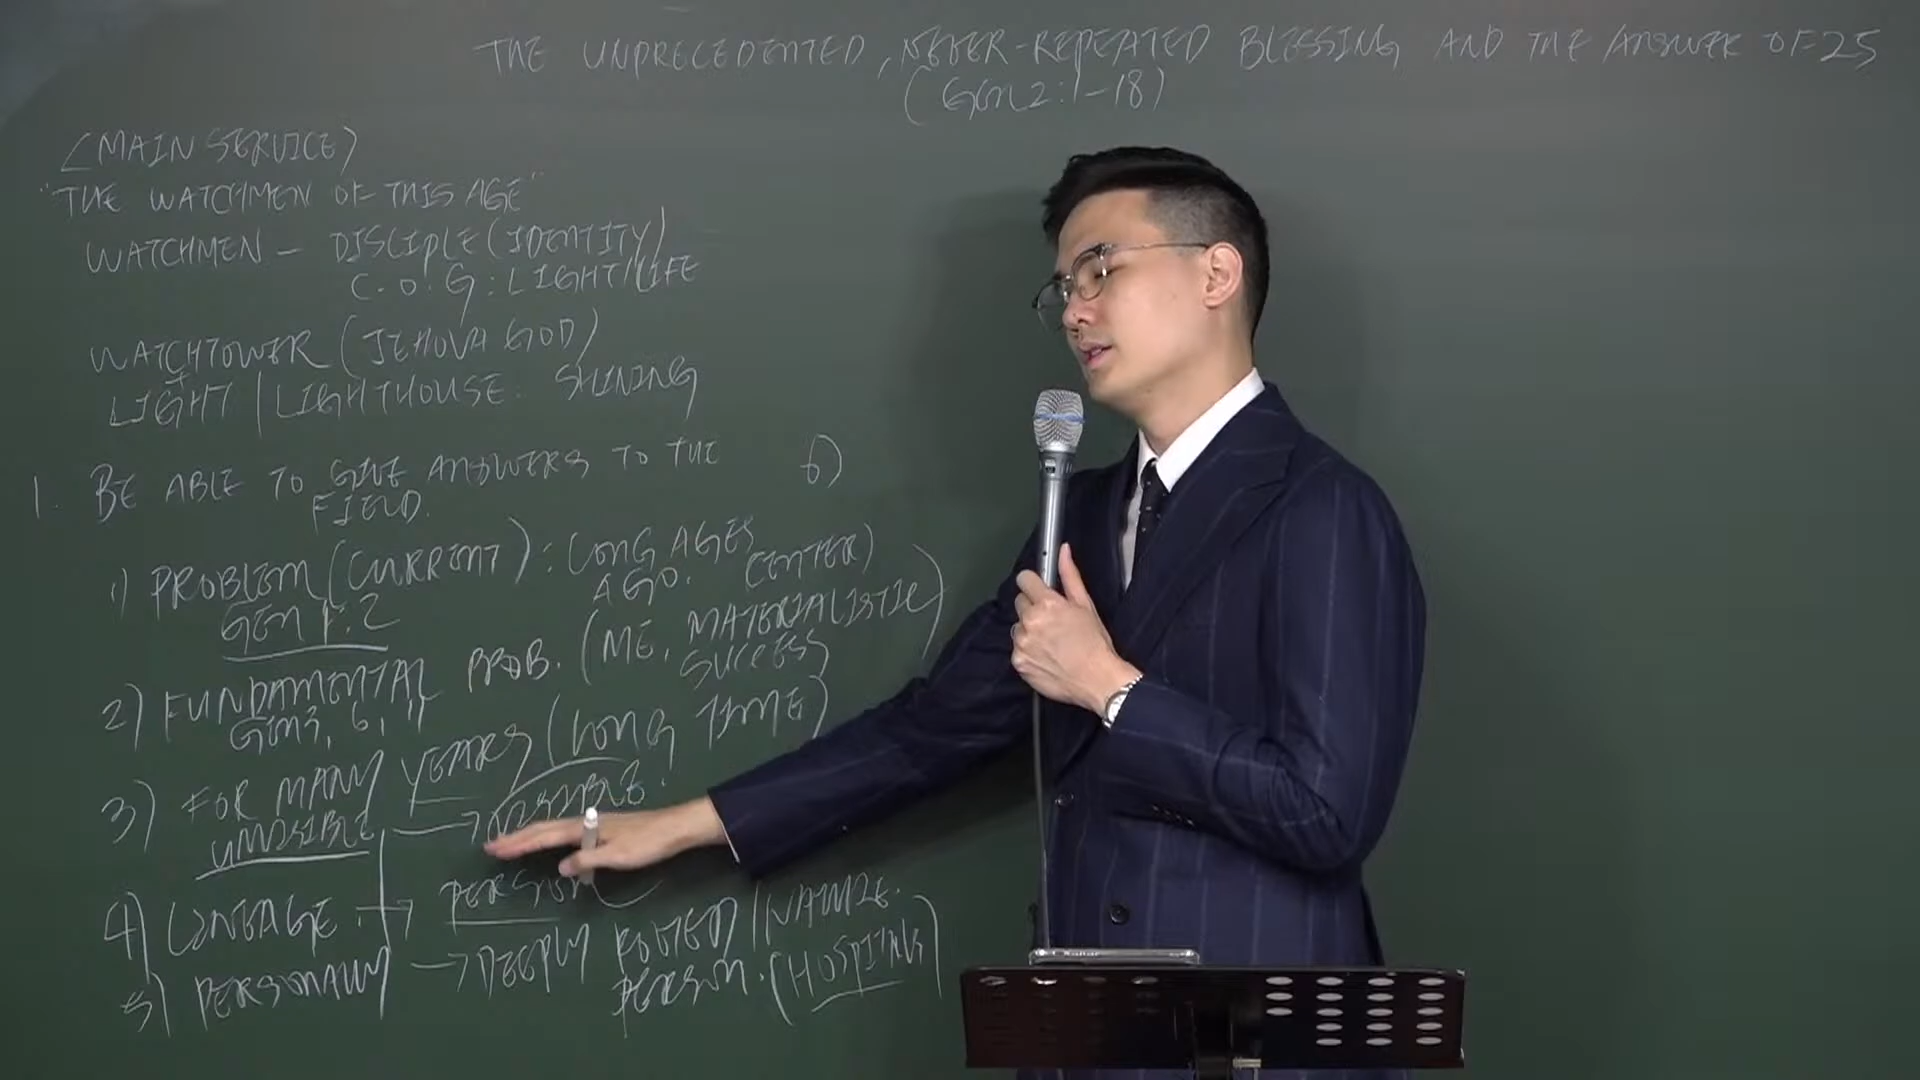 THE UNPRECEDENTED, NEVER-REPEATED BLESSING AND THE ANSWER OF 25
(Gen 2:1-18)
<MAIN SERVICE>
"THE WATCHMEN OF THIS AGE"
WATCHMEN - DISCIPLE (IDENTITY)
C.O.G: LIGHT/LIFE
WATCHTOWER (JEHOVA GOD)
LIGHT | LIGHTHOUSE. SHINING
1. BE ABLE TO GIVE ANSWERS TO THE
FIELD.
1) PROBLEM (CURRENT): LONG AGES
AGO.
GEN 1:2
2) FUNDAMENTAL PROB. (ME, MATERIALISTIC
SUCCESS CENTER)
GEN 3, 6, 11
3) FOR MANY YEARS (LONG TIME)
UNVISIBLE → VISIBLE.
4) LINEAGE → PERSON
5) PERSONALLY → DEEPLY ROOTED / NATURE.
PERSON. (HOSPITALS)
6)